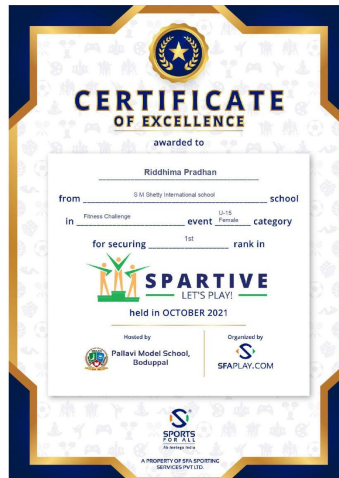 CERTIFICATE
OF EXCELLENCE
awarded to
Riddhima Pradhan
from S M Shetty International school school
in Fitness Challenge event U-15 Female category
for securing 1st rank in
SPARTIVE
LET'S PLAY!
held in OCTOBER 2021
Hosted by
Pallavi Model School,
Boduppal
Organized by
S
SFAPLAY.COM
S
SPORTS
FOR ALL
A PROPERTY OF SFA SPORTING
SERVICES PVT LTD.